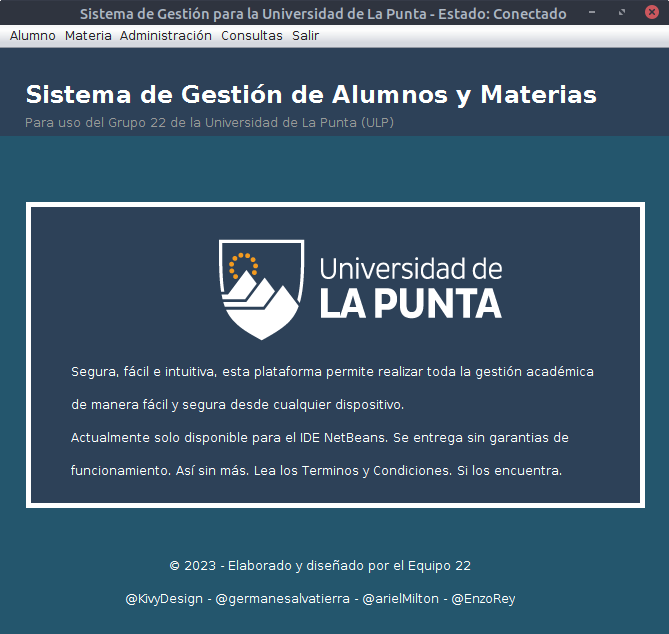 Sistema de Gestión para la Universidad de La Punta - Estado: Conectado
Alumno Materia Administración Consultas Salir
Sistema de Gestión de Alumnos y Materias
Para uso del Grupo 22 de la Universidad de La Punta (ULP)
Universidad de
LA PUNTA
Segura, fácil e intuitiva, esta plataforma permite realizar toda la gestión académica
de manera fácil y segura desde cualquier dispositivo.
Actualmente solo disponible para el IDE NetBeans. Se entrega sin garantias de
funcionamiento. Así sin más. Lea los Terminos y Condiciones. Si los encuentra.
© 2023 - Elaborado y diseñado por el Equipo 22
@KivyDesign - @germanesalvatierra - @arielMilton - @EnzoRey